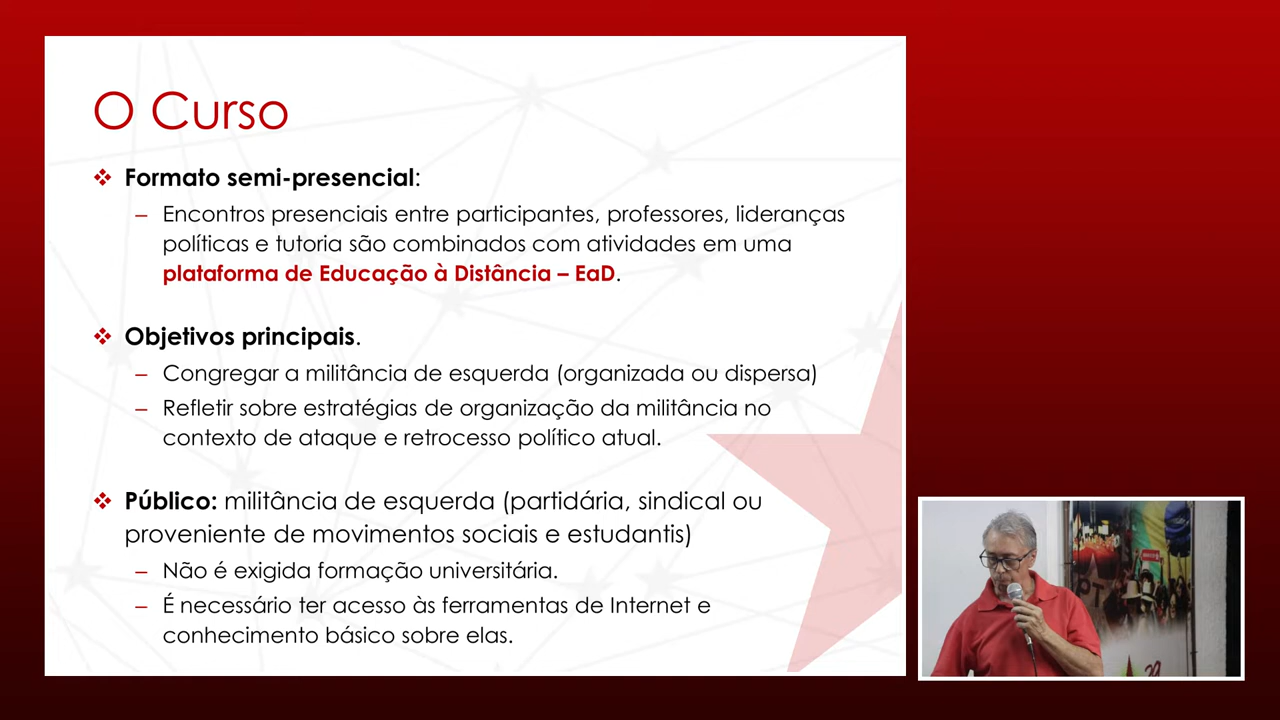 O Curso
❖ Formato semi-presencial:
– Encontros presenciais entre participantes, professores, lideranças
políticas e tutoria são combinados com atividades em uma
plataforma de Educação à Distância – EaD.
❖ Objetivos principais.
– Congregar a militância de esquerda (organizada ou dispersa)
– Refletir sobre estratégias de organização da militância no
contexto de ataque e retrocesso político atual.
❖ Público: militância de esquerda (partidária, sindical ou
proveniente de movimentos sociais e estudantis)
– Não é exigida formação universitária.
– É necessário ter acesso às ferramentas de Internet e
conhecimento básico sobre elas.
PT